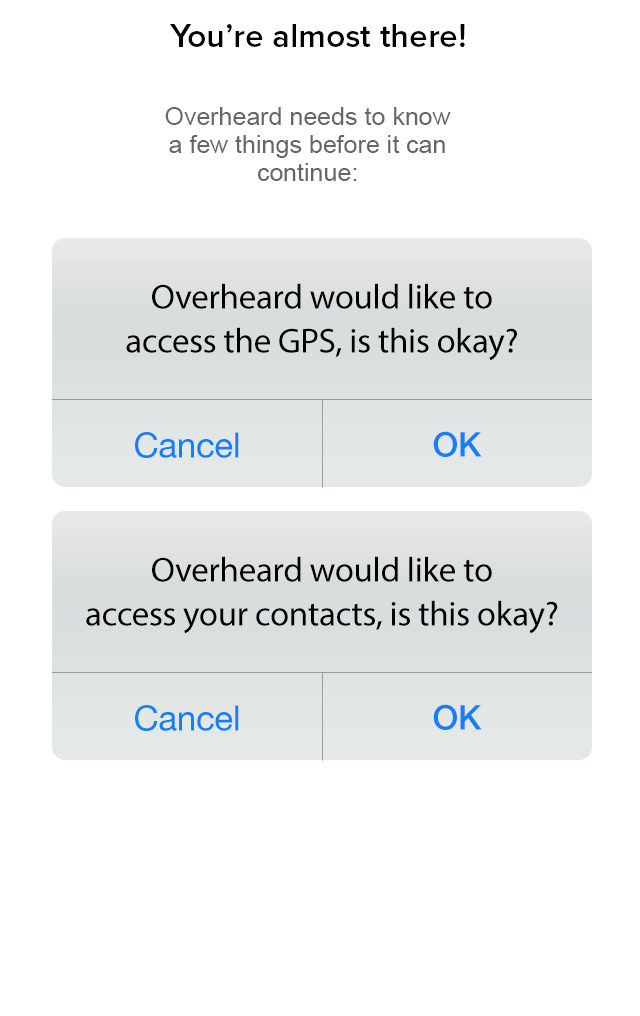 You’re almost there!
Overheard needs to know
a few things before it can
continue:
Overheard would like to
access the GPS, is this okay?
Cancel
OK
Overheard would like to
access your contacts, is this okay?
Cancel
OK